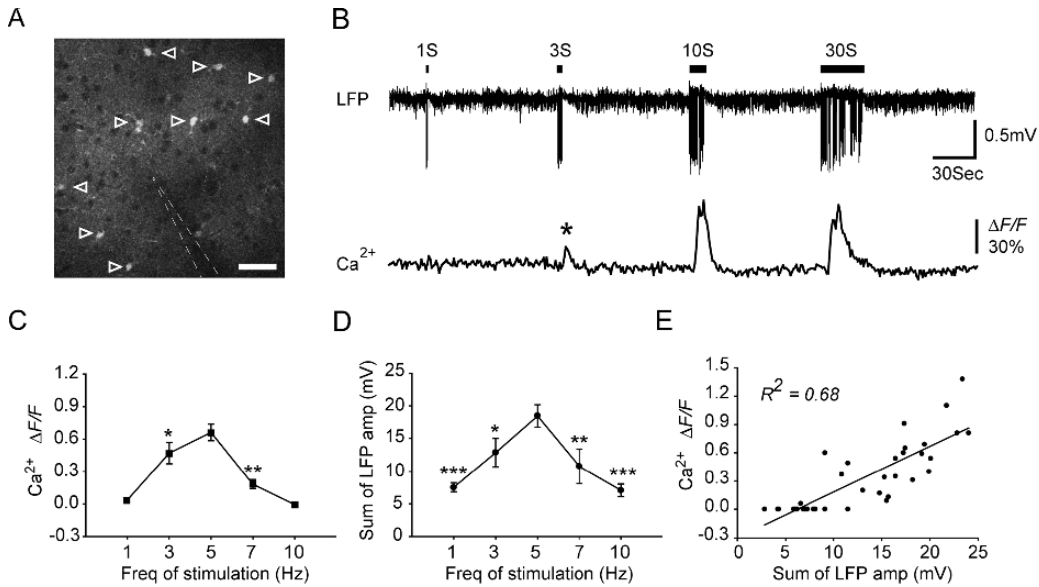 A
B
1S 3S 10S 30S
LFP
0.5mV
30Sec
*
ΔF/F
30%
Ca²⁺
C
D
E
Ca²⁺ ΔF/F
1.2
0.9
0.6
0.3
0.0
-0.3
*
**
1 3 5 7 10
Freq of stimulation (Hz)
Sum of LFP amp (mV)
25
20
15
10
5
0
***
*
**
***
1 3 5 7 10
Freq of stimulation (Hz)
Ca²⁺ ΔF/F
1.5
1.2
0.9
0.6
0.3
0.0
-0.3
R² = 0.68
0 5 10 15 20 25
Sum of LFP amp (mV)